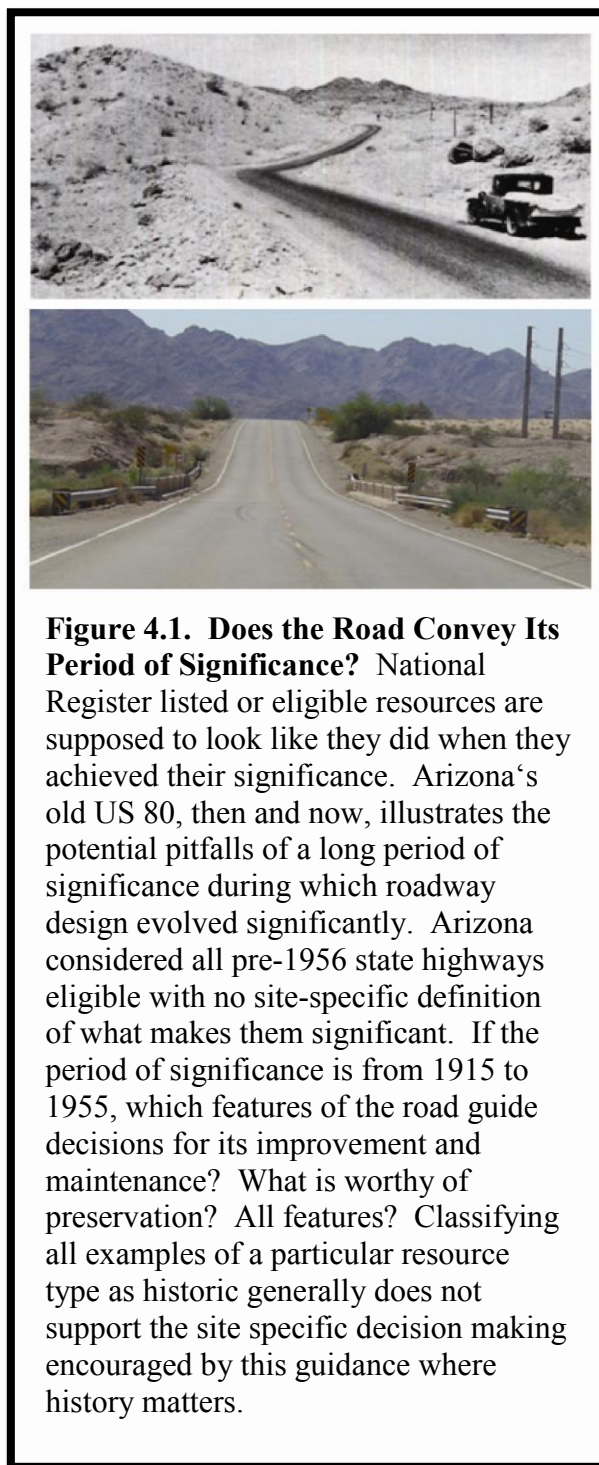 Figure 4.1. Does the Road Convey Its
Period of Significance? National
Register listed or eligible resources are
supposed to look like they did when they
achieved their significance. Arizona‘s
old US 80, then and now, illustrates the
potential pitfalls of a long period of
significance during which roadway
design evolved significantly. Arizona
considered all pre-1956 state highways
eligible with no site-specific definition
of what makes them significant. If the
period of significance is from 1915 to
1955, which features of the road guide
decisions for its improvement and
maintenance? What is worthy of
preservation? All features? Classifying
all examples of a particular resource
type as historic generally does not
support the site specific decision making
encouraged by this guidance where
history matters.